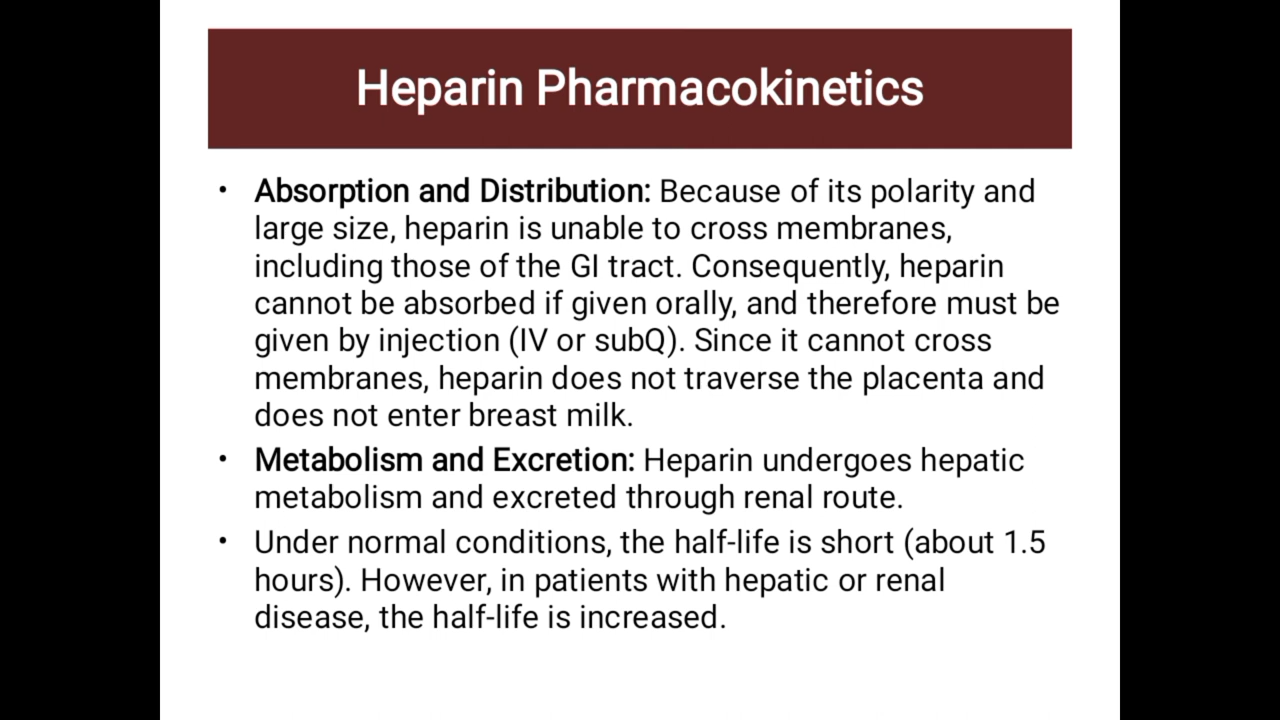 Heparin Pharmacokinetics
• Absorption and Distribution: Because of its polarity and
large size, heparin is unable to cross membranes,
including those of the GI tract. Consequently, heparin
cannot be absorbed if given orally, and therefore must be
given by injection (IV or subQ). Since it cannot cross
membranes, heparin does not traverse the placenta and
does not enter breast milk.
• Metabolism and Excretion: Heparin undergoes hepatic
metabolism and excreted through renal route.
• Under normal conditions, the half-life is short (about 1.5
hours). However, in patients with hepatic or renal
disease, the half-life is increased.